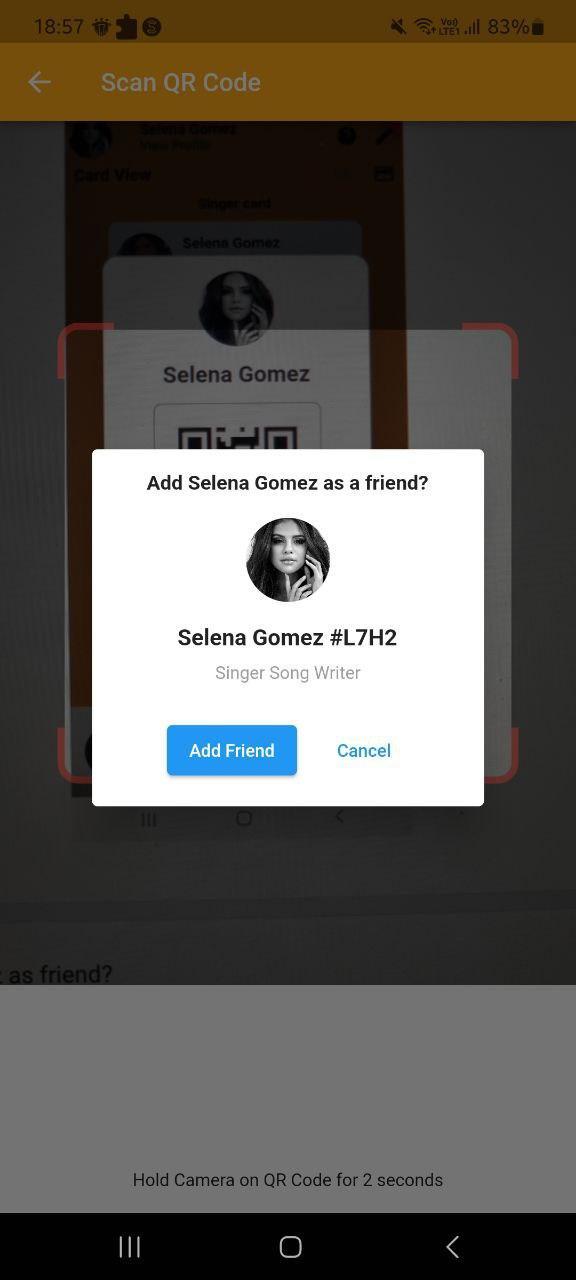 18:57
Vo)) LTE1 83%
Scan QR Code
Selena Gomez
View Profile
Card View
Singer card
Selena Gomez
Selena Gomez
Add Selena Gomez as a friend?
Selena Gomez #L7H2
Singer Song Writer
Add Friend Cancel
as friend?
Hold Camera on QR Code for 2 seconds